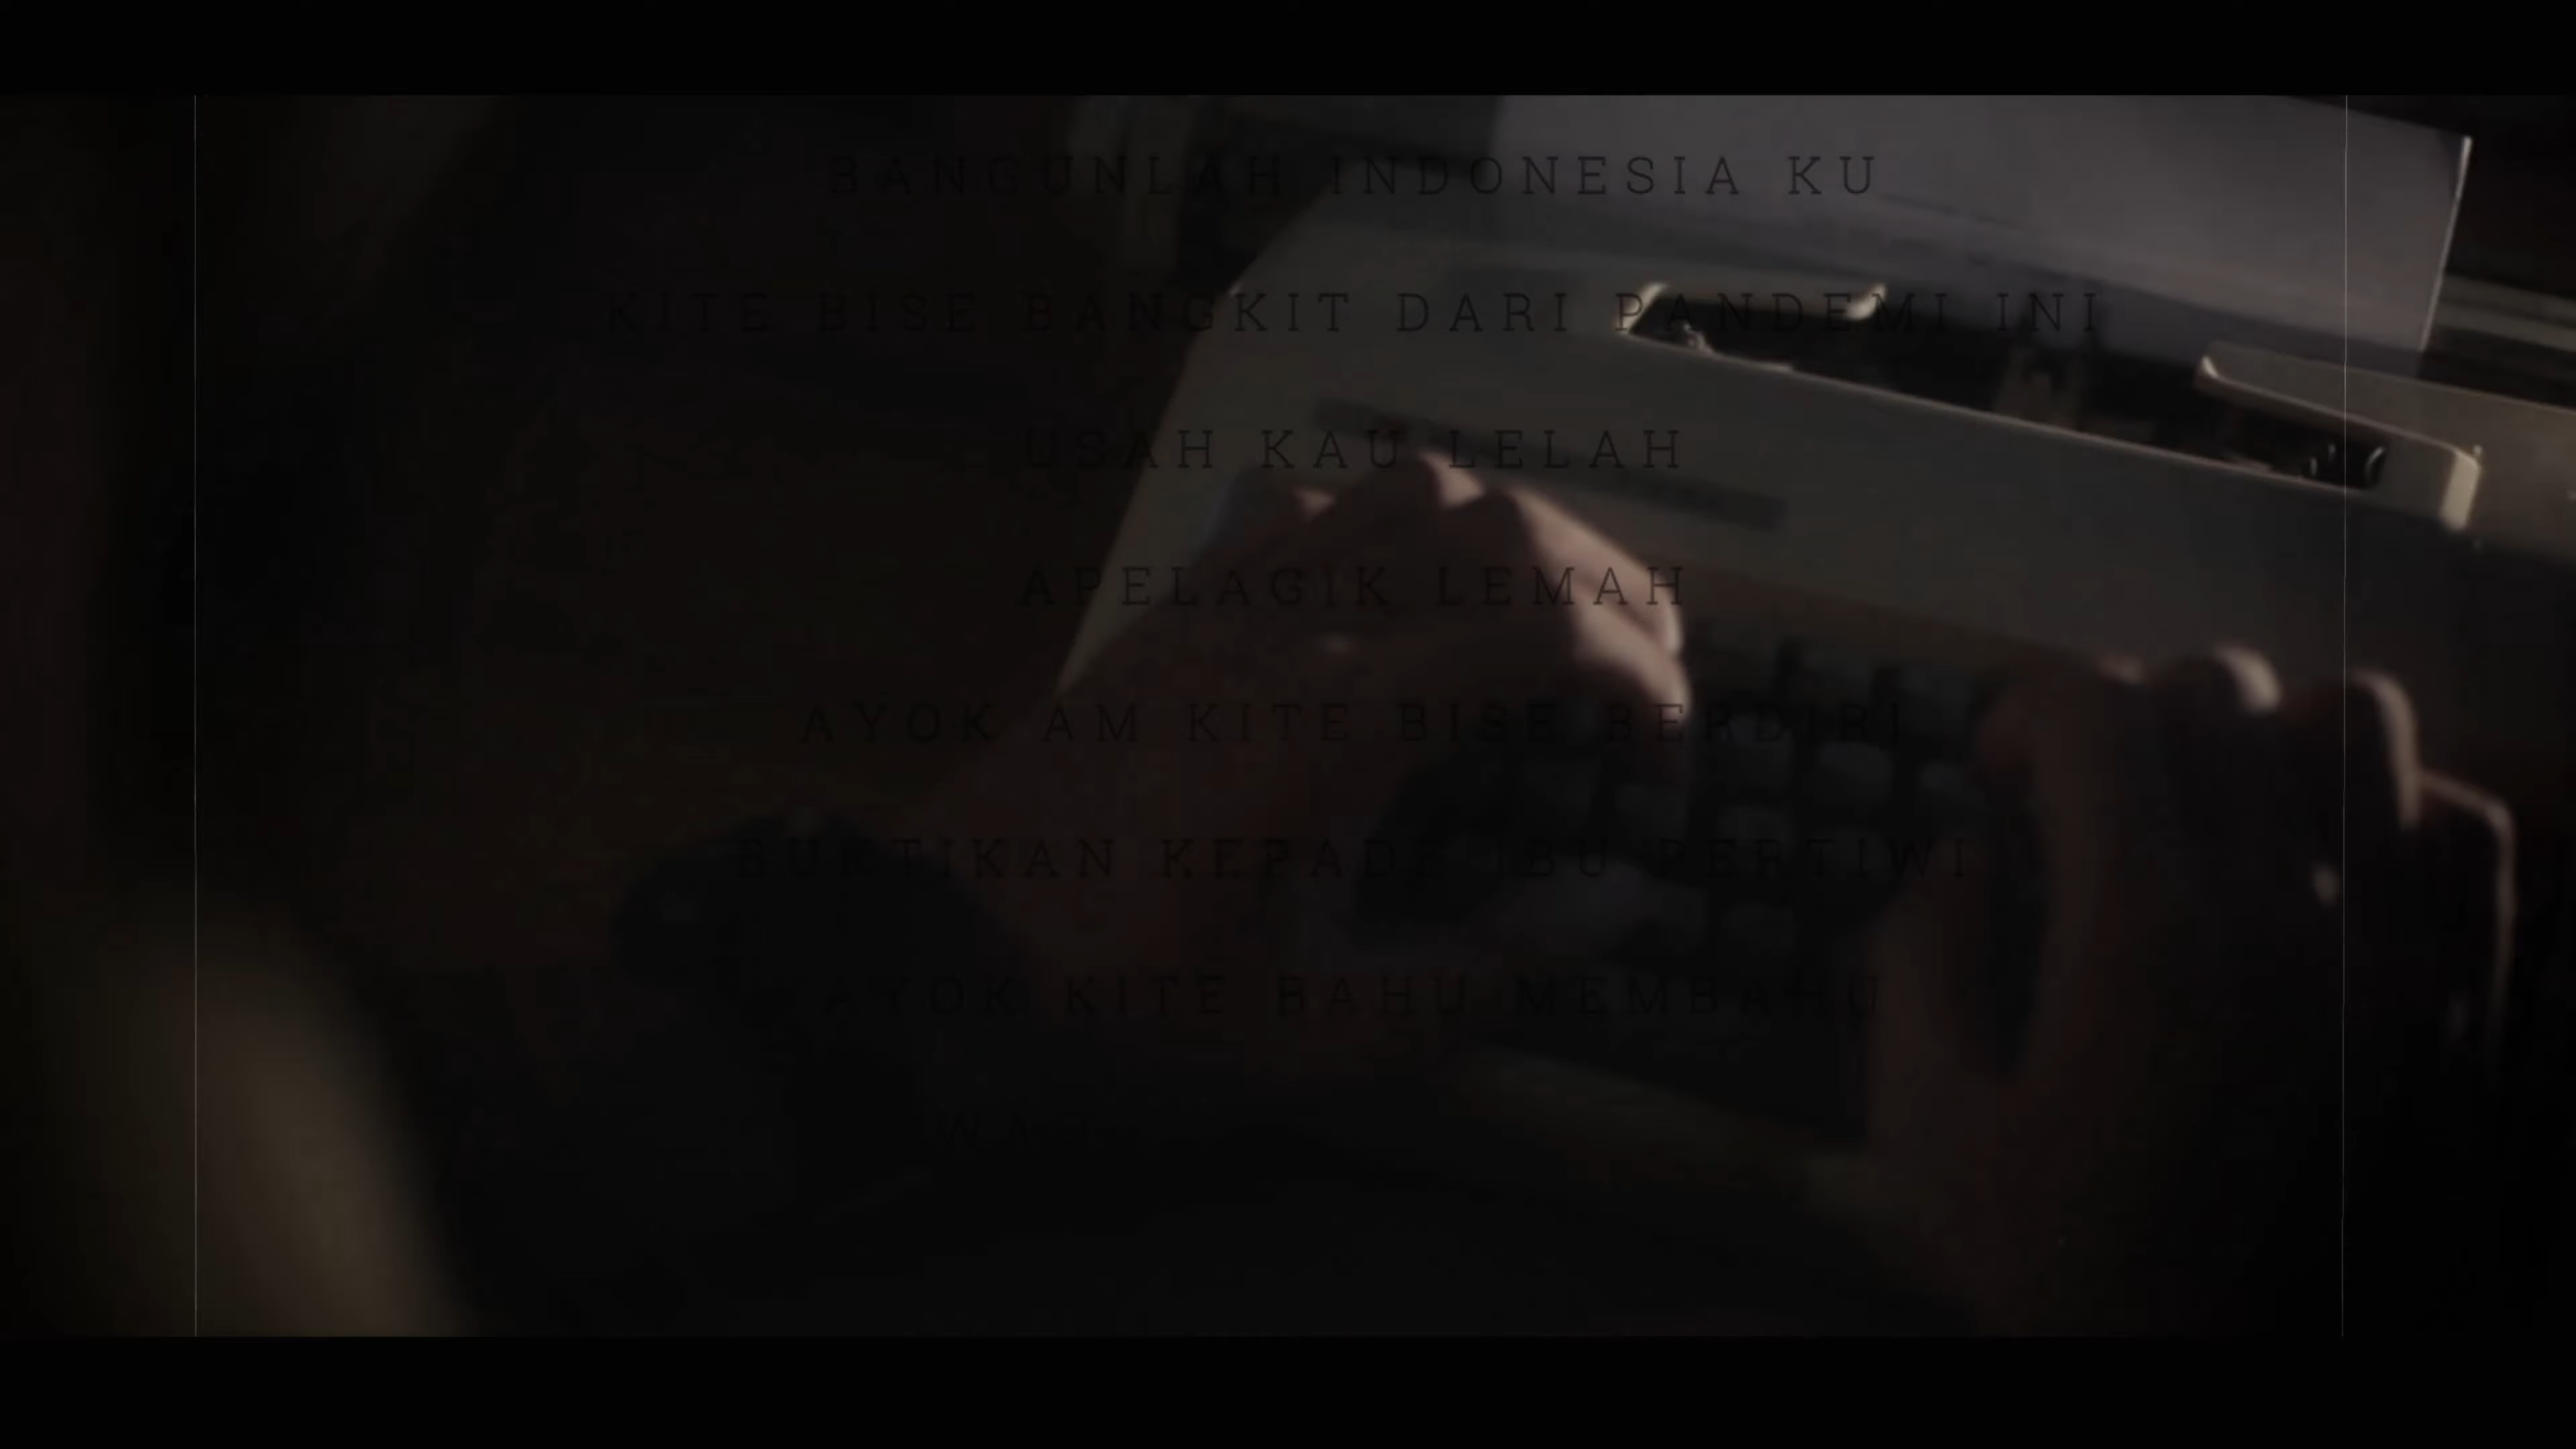 BANGUNLAH INDONESIA KU
KITE BISE BANGKIT DARI PANDEMI INI
USAH KAU LELAH
APELAGIK LEMAH
AYOK AM KITE BISE BERDIRI
BUKTIKAN KEPADE IBU PERTIWI
AYOK KITE BAHU MEMBAHU